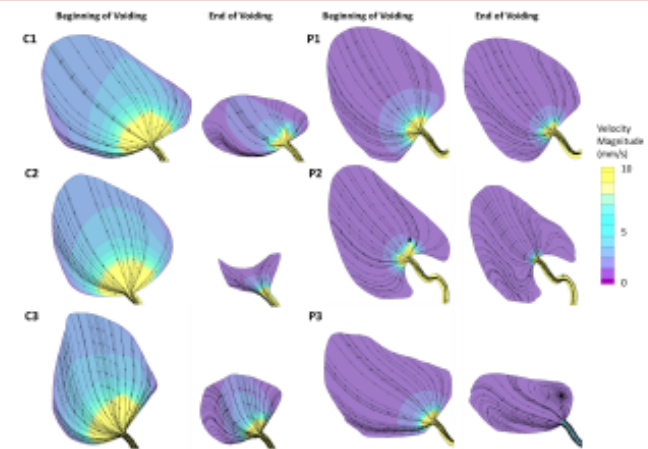 Beginning of Voiding End of Voiding Beginning of Voiding End of Voiding
C1 P1
Velocity
Magnitude
(mm/s)
10
5
0
C2 P2
C3 P3